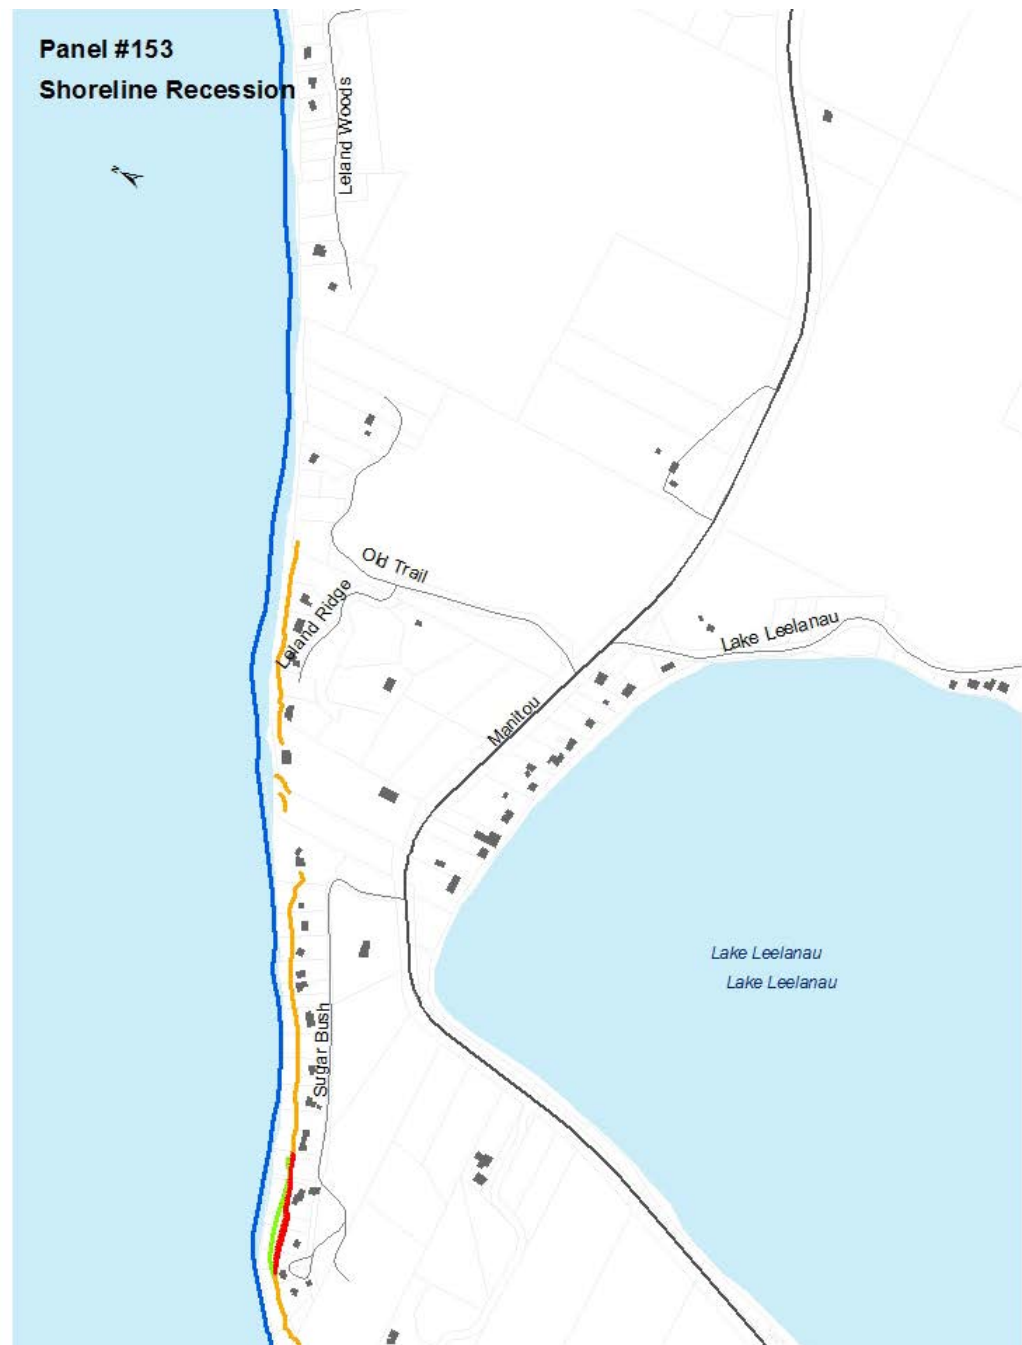 Panel #153
Shoreline Recession
N
Leland Woods
Old Trail
Leland Ridge
Lake Leelanau
Manitou
Lake Leelanau
Lake Leelanau
Sugar Bush